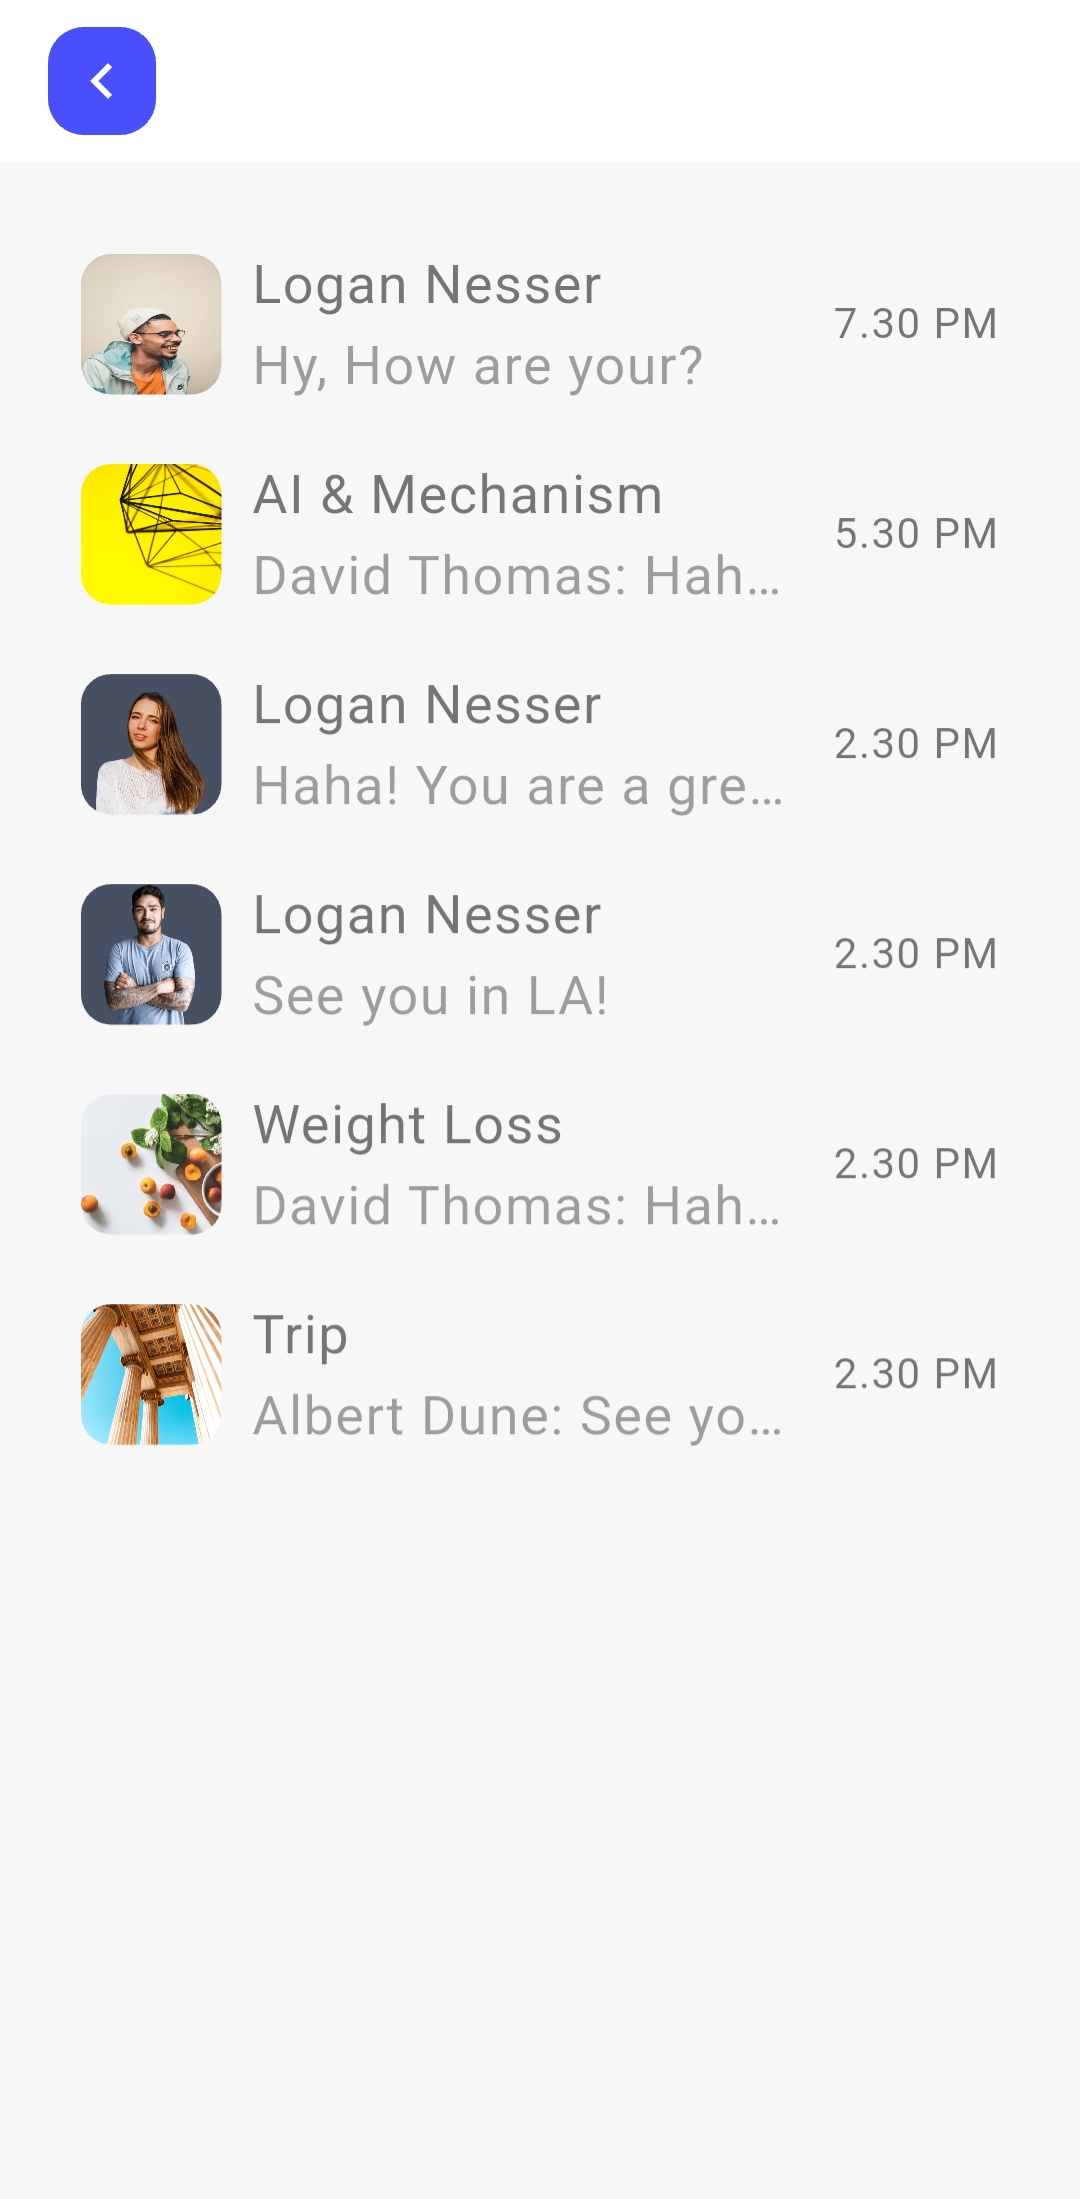 Logan Nesser
7.30 PM
Hy, How are your?
AI & Mechanism
5.30 PM
David Thomas: Hah...
Logan Nesser
2.30 PM
Haha! You are a gre...
Logan Nesser
2.30 PM
See you in LA!
Weight Loss
2.30 PM
David Thomas: Hah...
Trip
2.30 PM
Albert Dune: See yo...